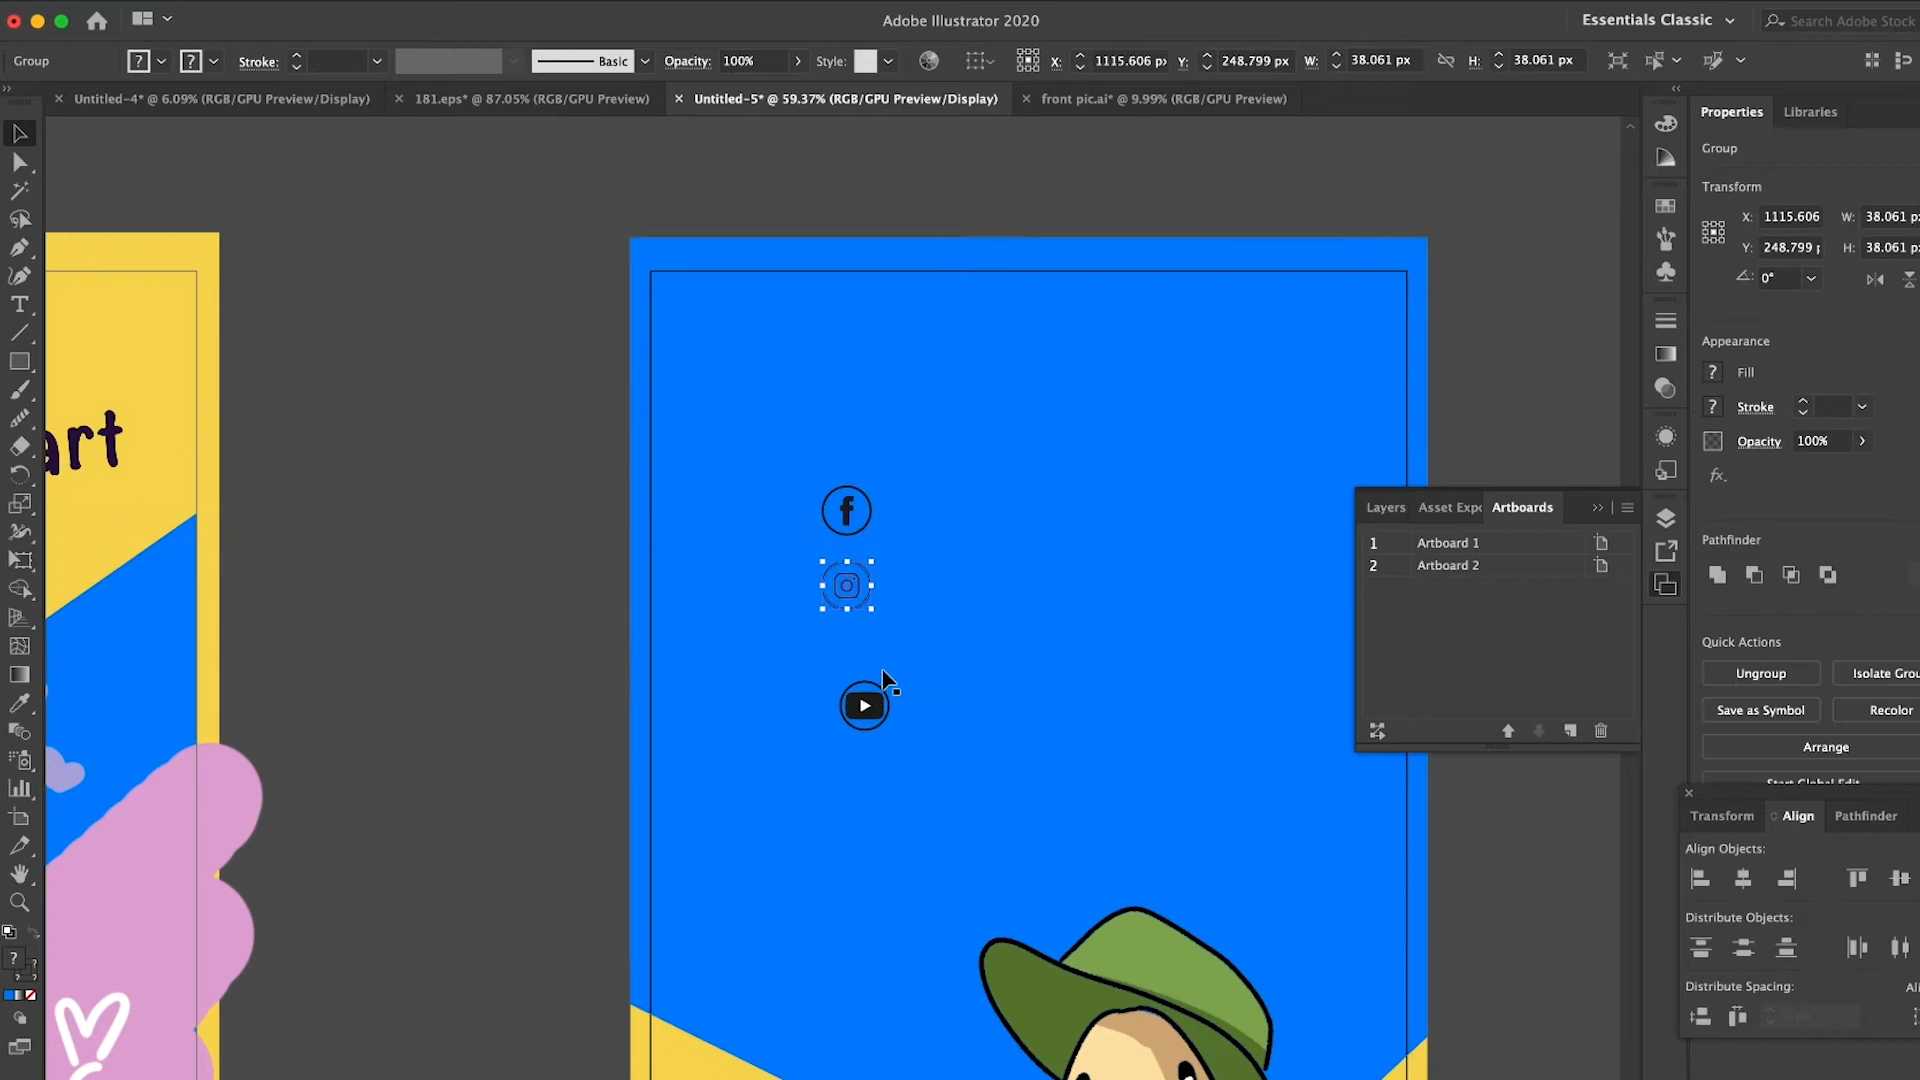 Adobe Illustrator 2020
Essentials Classic
Search Adobe Stock
Group
Stroke:
Basic
Opacity: 100%
Style:
X: 1115.606 px
Y: 248.799 px
W: 38.061 px
H: 38.061 px
Untitled-4* @ 6.09% (RGB/GPU Preview/Display)
181.eps* @ 87.05% (RGB/GPU Preview)
Untitled-5* @ 59.37% (RGB/GPU Preview/Display)
front pic.ai* @ 9.99% (RGB/GPU Preview)
art
Layers
Asset Expo
Artboards
1 Artboard 1
2 Artboard 2
Properties
Libraries
Group
Transform
X: 1115.606 W: 38.061 px
Y: 248.799 H: 38.061 px
0°
Appearance
? Fill
? Stroke
Opacity 100%
fx.
Pathfinder
Quick Actions
Ungroup
Isolate Grou
Save as Symbol
Recolor
Arrange
Start Global Edit
Transform
Align
Pathfinder
Align Objects:
Distribute Objects:
Distribute Spacing:
Ali